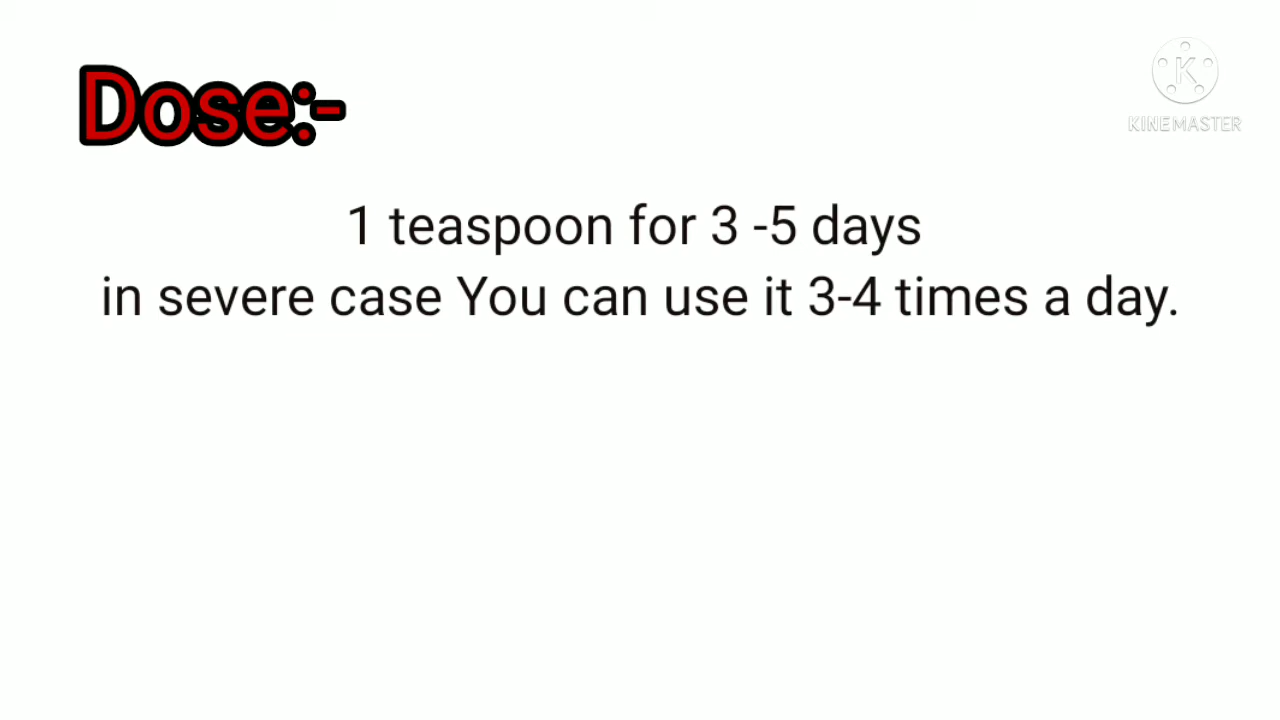 Dose:-
KINEMASTER
1 teaspoon for 3 -5 days
in severe case You can use it 3-4 times a day.